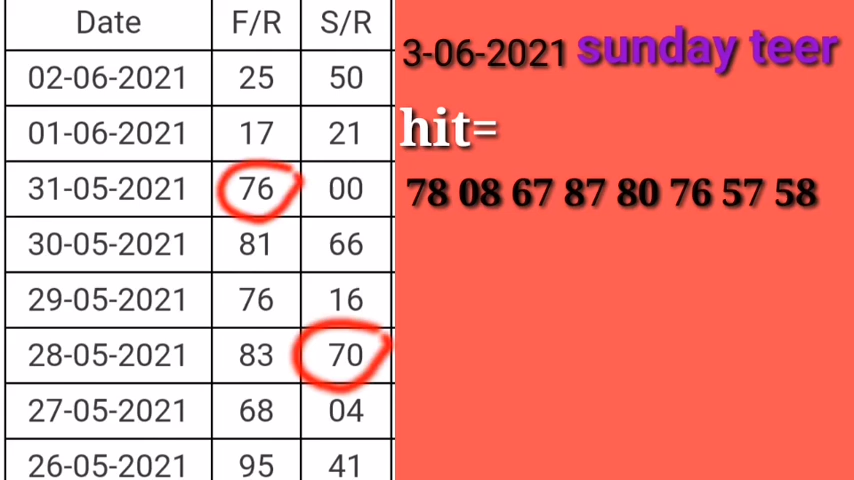 Date F/R S/R
02-06-2021 25 50
01-06-2021 17 21
31-05-2021 76 00
30-05-2021 81 66
29-05-2021 76 16
28-05-2021 83 70
27-05-2021 68 04
26-05-2021 95 41
3-06-2021 sunday teer
hit=
78 08 67 87 80 76 57 58